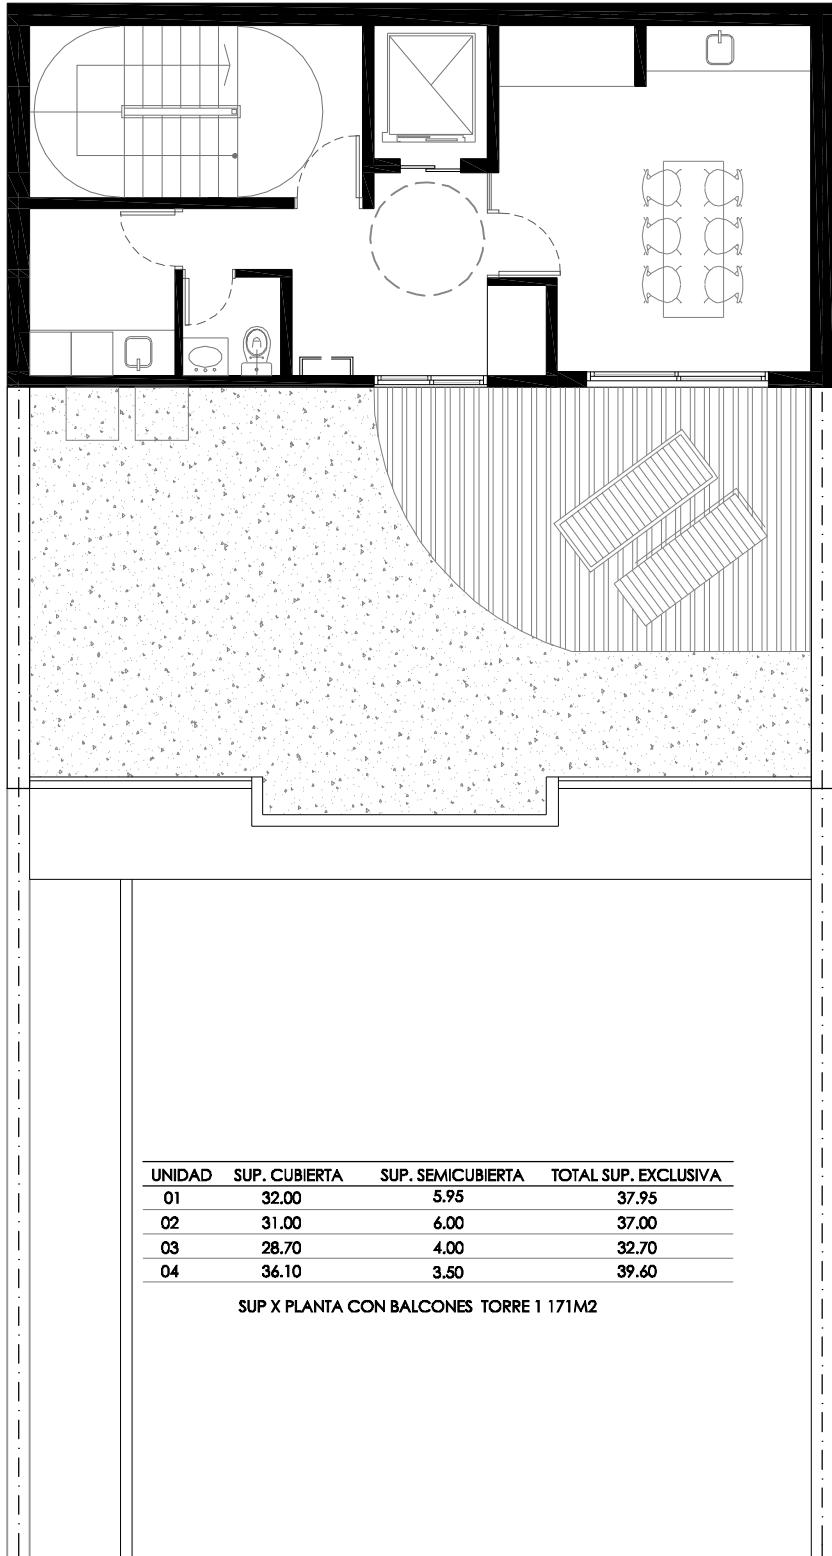 UNIDAD SUP. CUBIERTA SUP. SEMICUBIERTA TOTAL SUP. EXCLUSIVA
01 32.00 5.95 37.95
02 31.00 6.00 37.00
03 28.70 4.00 32.70
04 36.10 3.50 39.60
SUP X PLANTA CON BALCONES TORRE 1 171M2